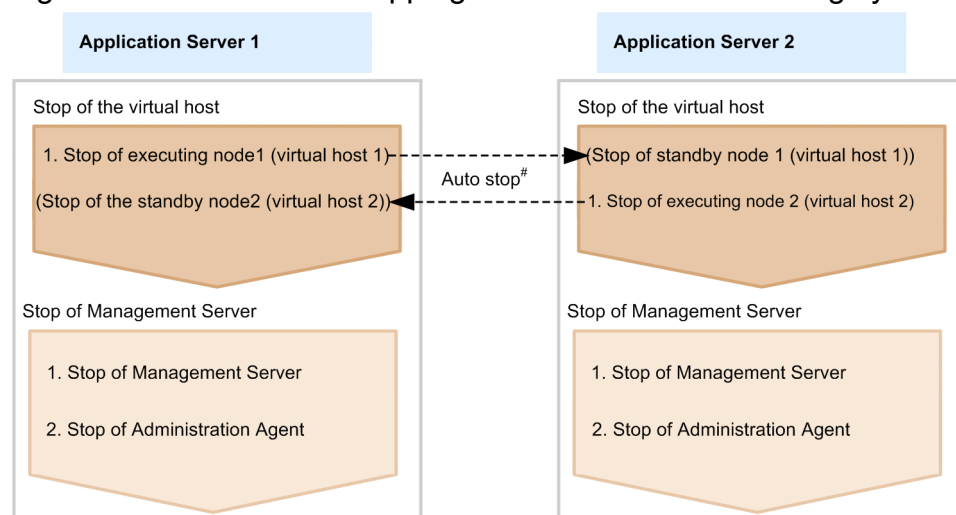 Application Server 1
Application Server 2
Stop of the virtual host
1. Stop of executing node1 (virtual host 1)
(Stop of the standby node2 (virtual host 2))
Auto stop#
Stop of the virtual host
(Stop of standby node 1 (virtual host 1))
1. Stop of executing node 2 (virtual host 2)
Stop of Management Server
1. Stop of Management Server
2. Stop of Administration Agent
Stop of Management Server
1. Stop of Management Server
2. Stop of Administration Agent